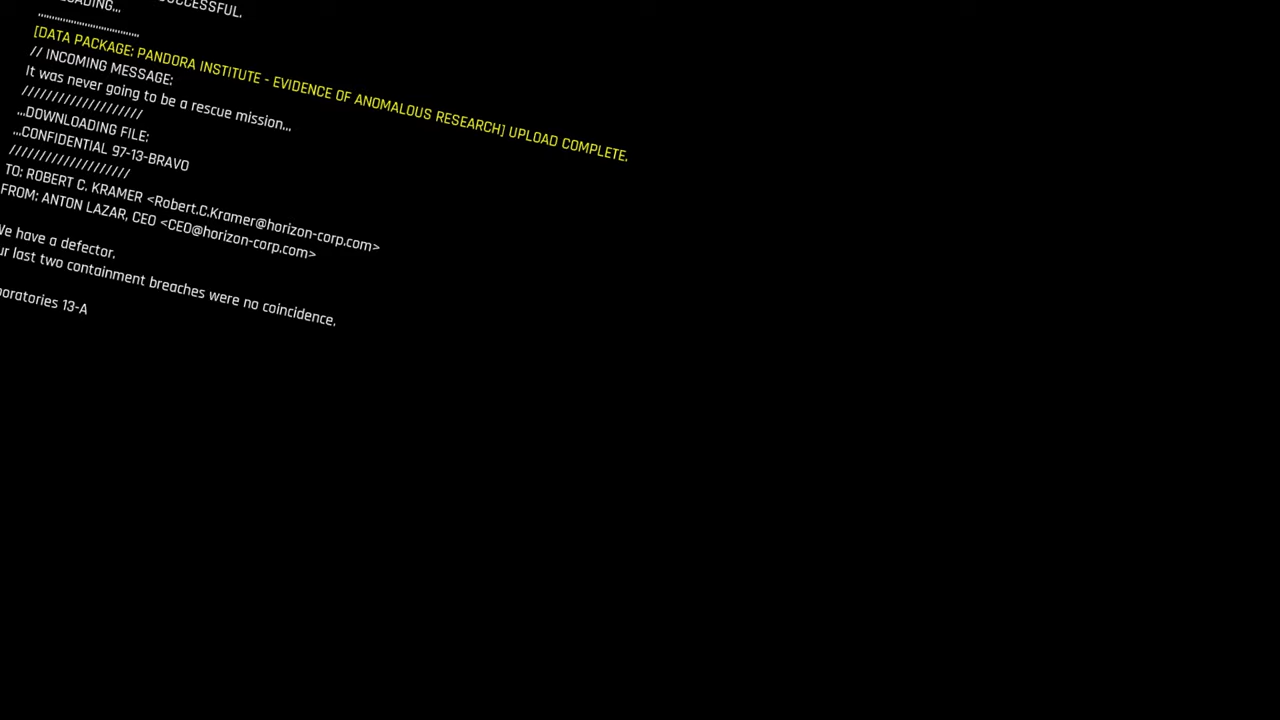 SUCCESSFUL.
...................................
[DATA PACKAGE: PANDORA INSTITUTE - EVIDENCE OF ANOMALOUS RESEARCH] UPLOAD COMPLETE.
// INCOMING MESSAGE:
It was never going to be a rescue mission...
////////////////////
...DOWNLOADING FILE:
...CONFIDENTIAL 97-13-BRAVO
////////////////////
TO: ROBERT C. KRAMER <Robert.C.Kramer@horizon-corp.com>
FROM: ANTON LAZAR, CEO <CEO@horizon-corp.com>
We have a defector.
last two containment breaches were no coincidence.
13-A